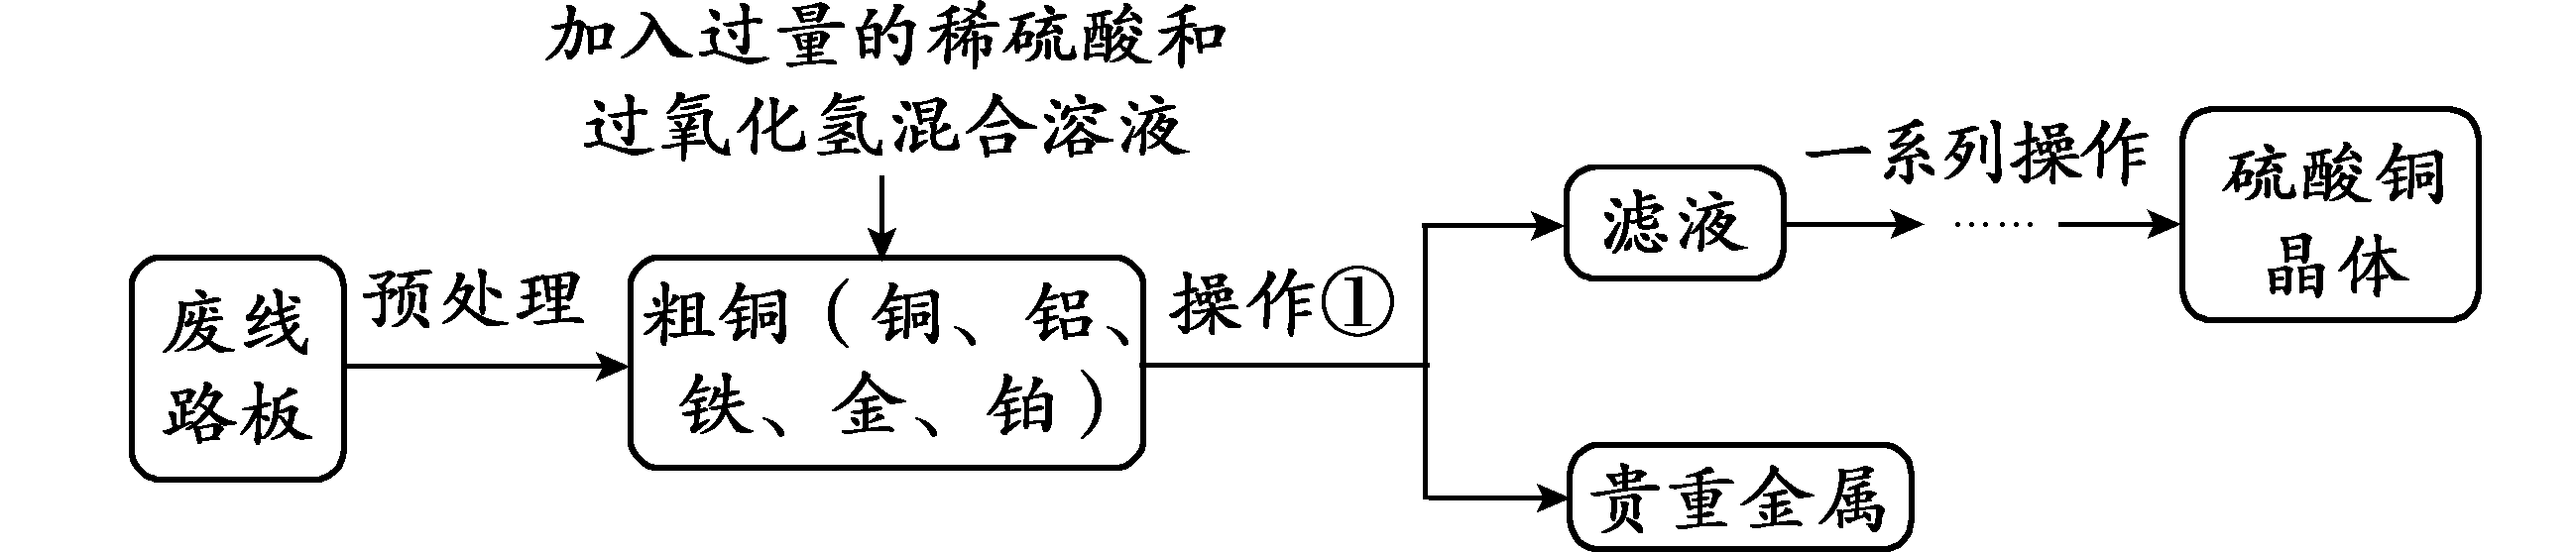 加入过量的稀硫酸和
过氧化氢混合溶液
废线
路板
预处理
粗铜（铜、铝、
铁、金、铂）
操作①
滤液
一系列操作
……
硫酸铜
晶体
贵重金属